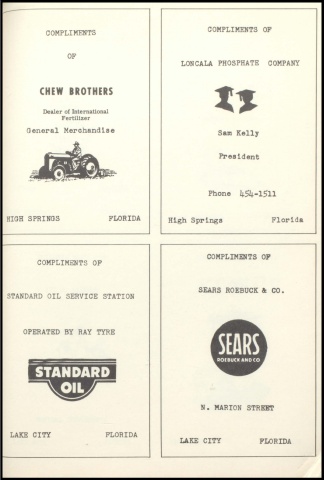 COMPLIMENTS
OF
CHEW BROTHERS
Dealer of International
Fertilizer
General Merchandise
HIGH SPRINGS FLORIDA
COMPLIMENTS OF
LONCALA PHOSPHATE COMPANY
Sam Kelly
President
Phone 454-1511
High Springs Florida
COMPLIMENTS OF
STANDARD OIL SERVICE STATION
OPERATED BY RAY TYRE
STANDARD
OIL
LAKE CITY FLORIDA
COMPLIMENTS OF
SEARS ROEBUCK & CO.
SEARS
ROEBUCK AND CO
N. MARION STREET
LAKE CITY FLORIDA